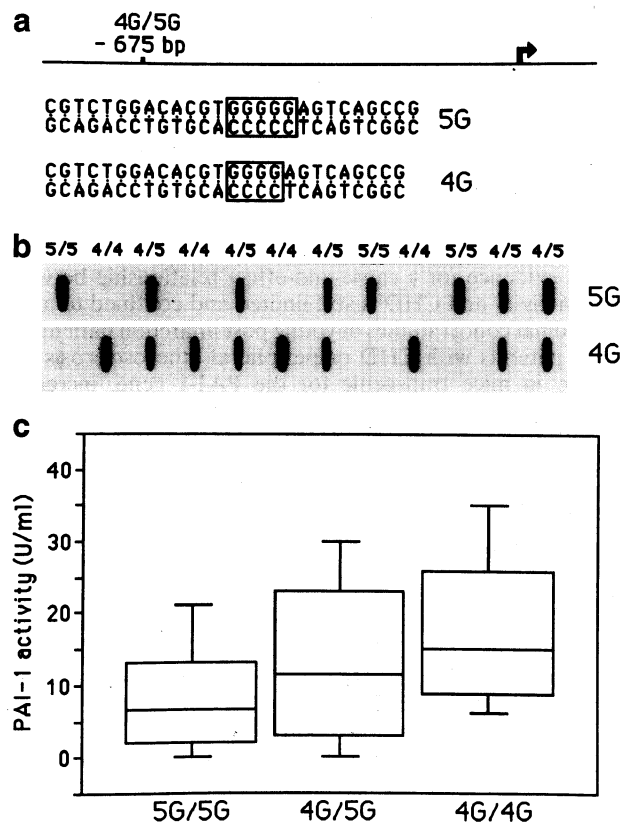 a
4G/5G
- 675 bp
CGTCTGGACACGTGGGGGAGTCAGCCG
GCAGACCTGTGCACCCCCTCAGTCGGC
5G
CGTCTGGACACGTGGGGAGTCAGCCG
GCAGACCTGTGCACCCCTCAGTCGGC
4G
b
5/5 4/4 4/5 4/4 4/5 4/4 4/5 5/5 4/4 5/5 4/5 4/5
5G
4G
c
PAI-1 activity (U/ml)
40
30
20
10
0
5G/5G 4G/5G 4G/4G